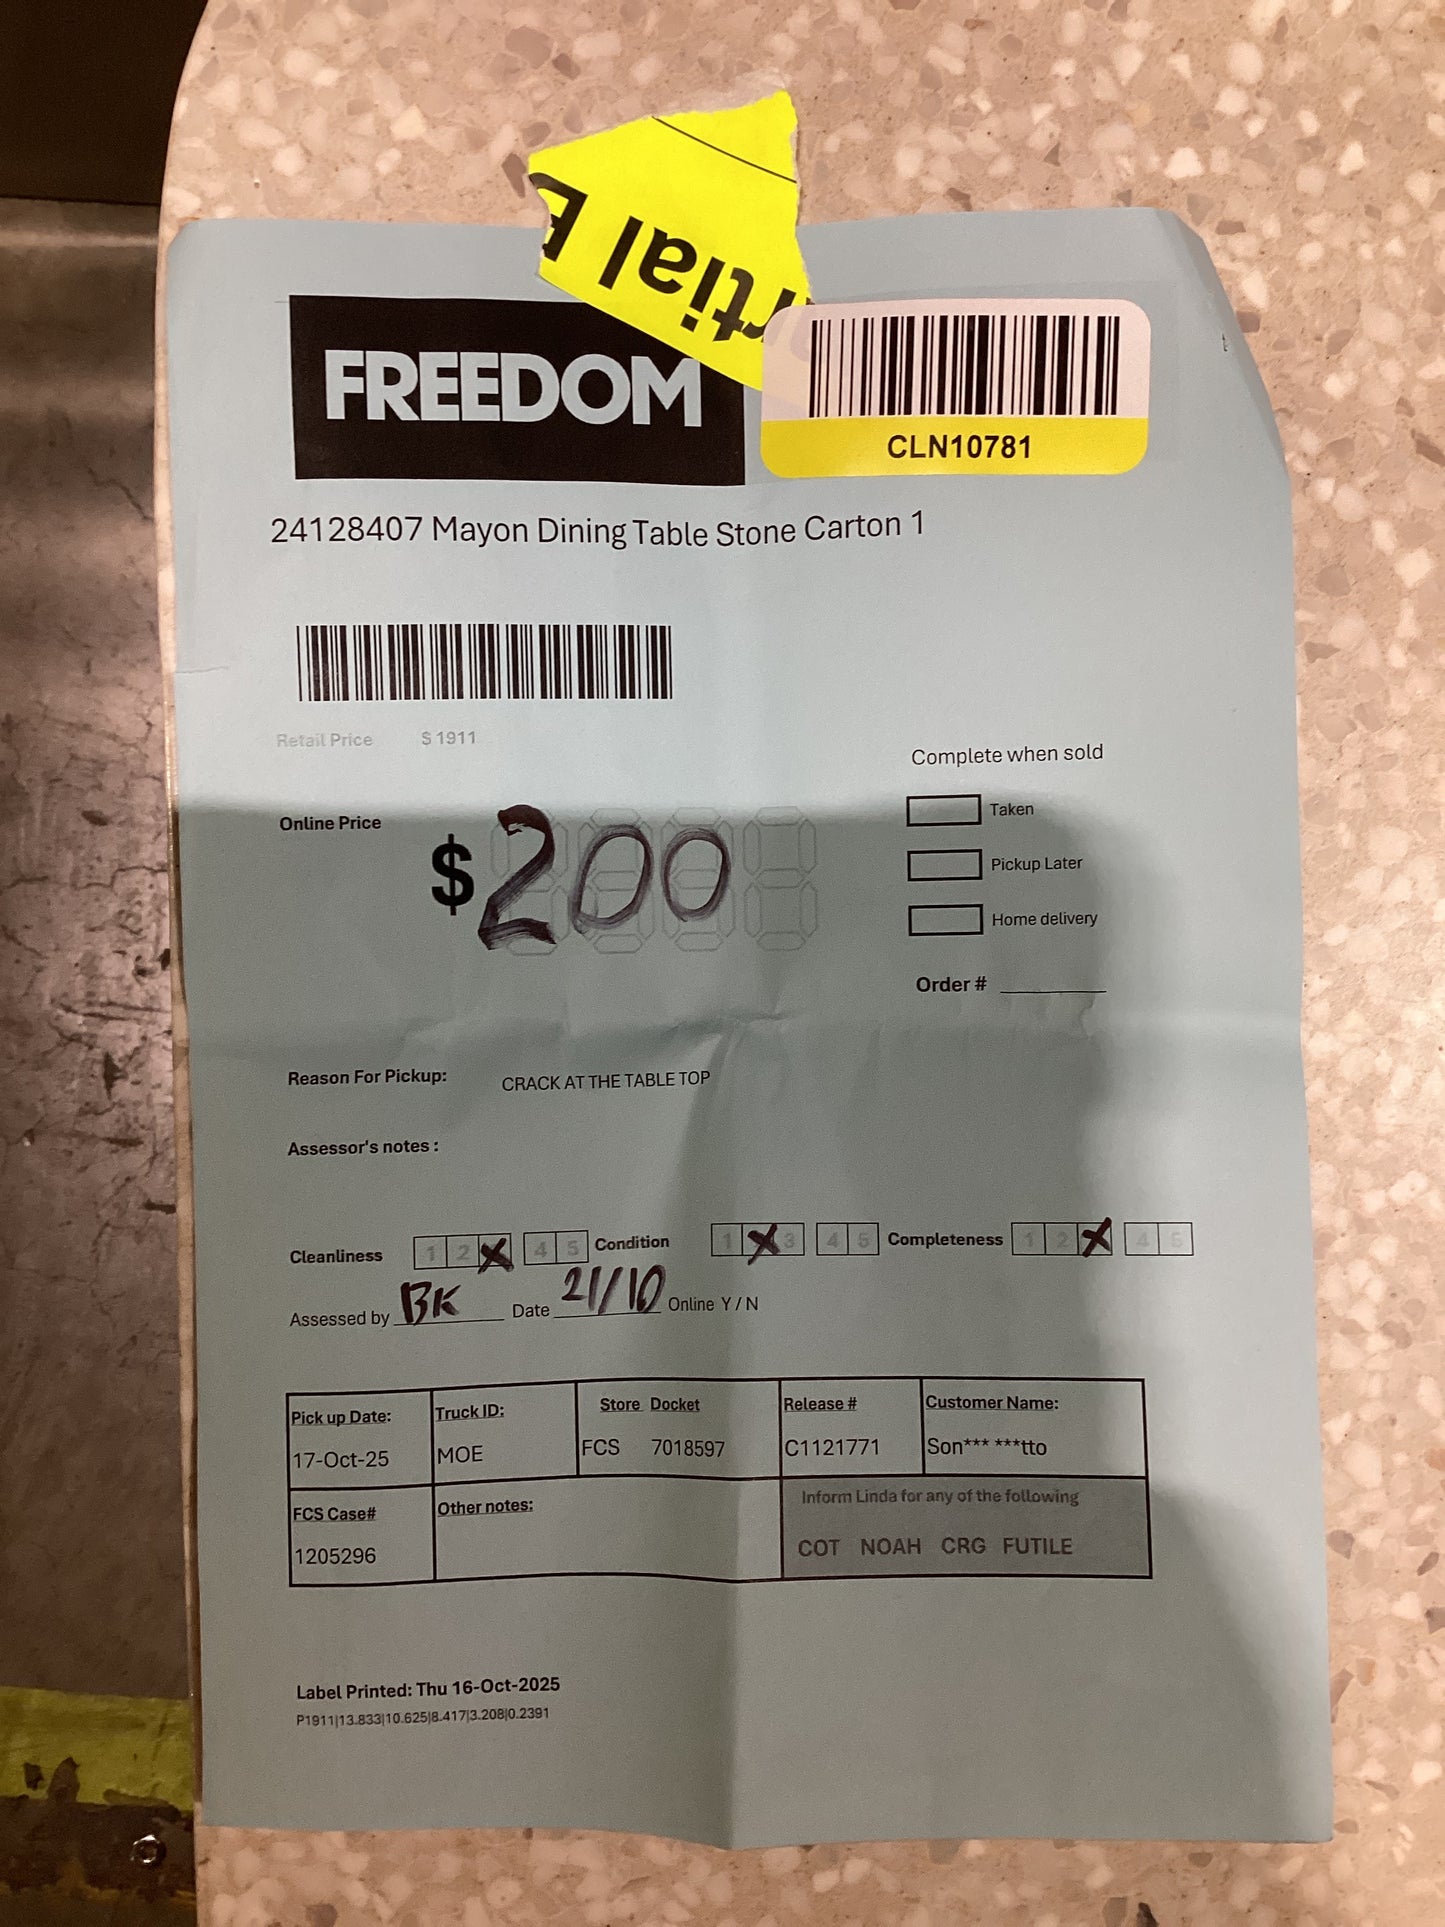 rtial
FREEDOM
CLN10781
24128407 Mayon Dining Table Stone Carton 1
Retail Price $ 1911
Complete when sold
Online Price $200
Taken
Pickup Later
Home delivery
Order #
Reason For Pickup: CRACK AT THE TABLE TOP
Assessor's notes :
Cleanliness 1 2 X 4 5 Condition 1 X 3 4 5 Completeness 1 2 X 4 5
Assessed by BK Date 21/10 Online Y / N
Pick up Date: Truck ID: Store Docket Release # Customer Name:
17-Oct-25 MOE FCS 7018597 C1121771 Son*** ***tto
FCS Case# Other notes: Inform Linda for any of the following
1205296 COT NOAH CRG FUTILE
Label Printed: Thu 16-Oct-2025
P1911|13.833|10.625|8.417|3.208|0.2391